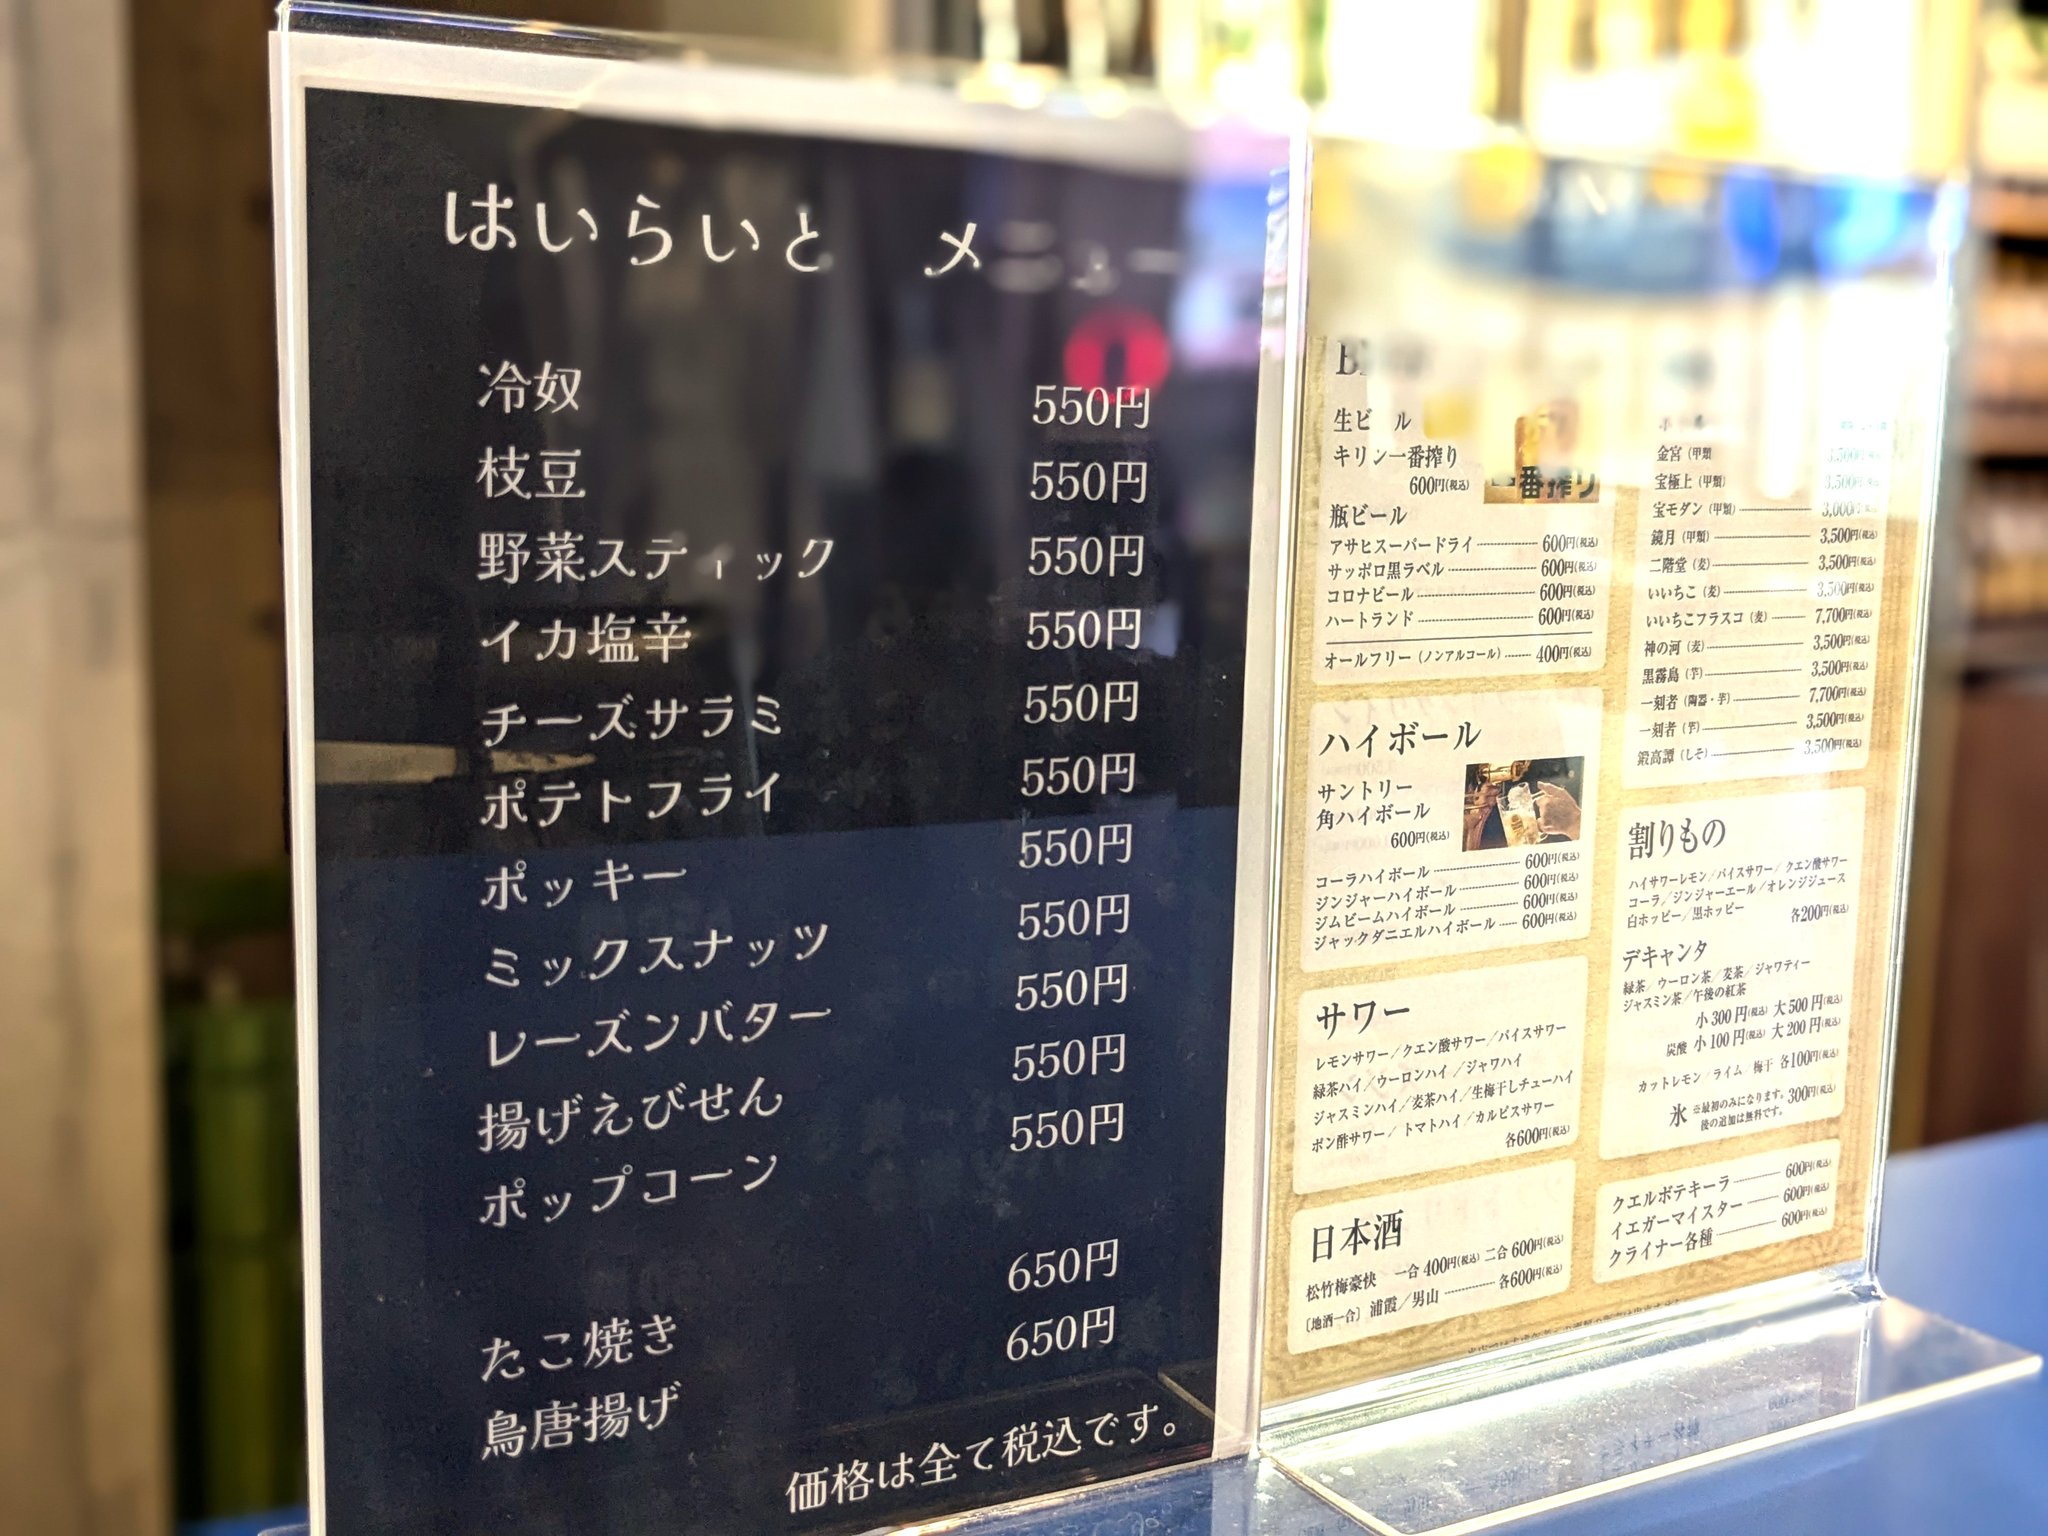 はいらいと メニュー
冷奴 550円
枝豆 550円
野菜スティック 550円
イカ塩辛 550円
チーズサラミ 550円
ポテトフライ 550円
ポッキー 550円
ミックスナッツ 550円
レーズンバター 550円
揚げえびせん 550円
ポップコーン 550円
たこ焼き 650円
鳥唐揚げ 650円
価格は全て税込です。
生ビール
キリン一番搾り
600円(税込)
一番搾り
瓶ビール
アサヒスーパードライ 600円(税込)
サッポロ黒ラベル 600円(税込)
コロナビール 600円(税込)
ハートランド 600円(税込)
オールフリー(ノンアルコール) 400円(税込)
ハイボール
サントリー
角ハイボール
600円(税込)
コーラハイボール 600円(税込)
ジンジャーハイボール 600円(税込)
ジムビームハイボール 600円(税込)
ジャックダニエルハイボール 600円(税込)
サワー
レモンサワー/クエン酸サワー/バイスサワー
緑茶ハイ/ウーロンハイ/ジャワハイ
ジャスミンハイ/麦茶ハイ/生梅干しチューハイ
ポン酢サワー/トマトハイ/カルピスサワー
各600円(税込)
日本酒
松竹梅豪快 一合 400円(税込) 二合 600円(税込)
〔地酒一合〕浦霞/男山 各600円(税込)
金宮(甲類 3,500円
宝極上(甲類) 3,500円
宝モダン(甲類) 3,000円
鏡月(甲類) 3,500円(税込)
二階堂(麦) 3,500円(税込)
いいちこ(麦) 3,500円(税込)
いいちこフラスコ(麦) 7,700円(税込)
神の河(麦) 3,500円(税込)
黒霧島(芋) 3,500円(税込)
一刻者(陶器・芋) 7,700円(税込)
一刻者(芋) 3,500円(税込)
鍛高譚(しそ) 3,500円(税込)
割りもの
ハイサワーレモン/バイスサワー/クエン酸サワー
コーラ/ジンジャーエール/オレンジジュース
白ホッピー/黒ホッピー 各200円(税込)
デキャンタ
緑茶/ウーロン茶/麦茶/ジャワティー
ジャスミン茶/午後の紅茶
小300円(税込) 大500円(税込)
炭酸 小100円(税込) 大200円(税込)
カットレモン/ライム/梅干 各100円(税込)
氷 ※最初のみになります。 300円(税込)
後の追加は無料です。
クエルボテキーラ 600円(税込)
イエガーマイスター 600円(税込)
クライナー各種 600円(税込)